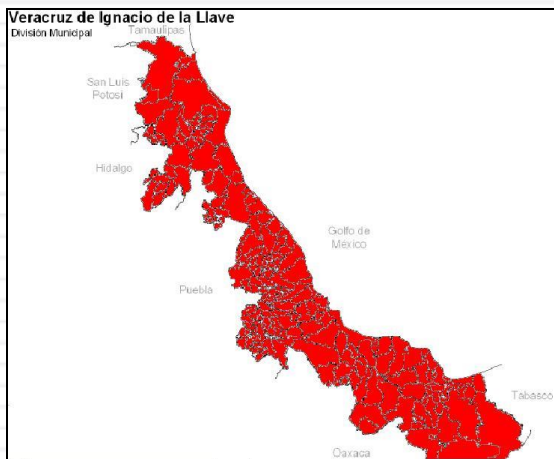 Veracruz de Ignacio de la Llave
División Municipal
Tamaulipas
San Luis
Potosí
Hidalgo
Golfo de
México
Puebla
Tabasco
Oaxaca